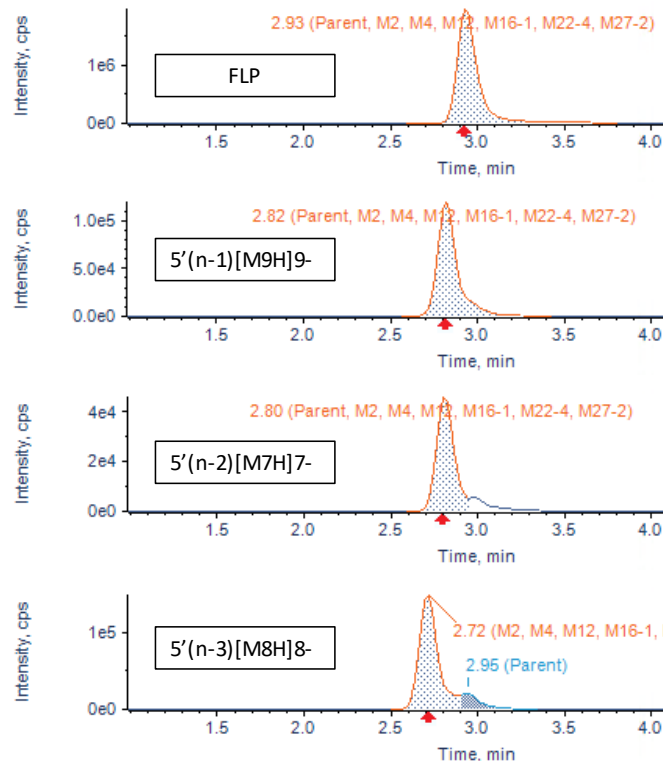 2.93 (Parent, M2, M4, M12, M16-1, M22-4, M27-2)
Intensity, cps
1e6
0e0
FLP
1.5 2.0 2.5 3.0 3.5 4.0
Time, min
2.82 (Parent, M2, M4, M12, M16-1, M22-4, M27-2)
Intensity, cps
1.0e5
5.0e4
0.0e0
5’(n-1)[M9H]9-
1.5 2.0 2.5 3.0 3.5 4.0
Time, min
2.80 (Parent, M2, M4, M12, M16-1, M22-4, M27-2)
Intensity, cps
4e4
2e4
0e0
5’(n-2)[M7H]7-
1.5 2.0 2.5 3.0 3.5 4.0
Time, min
Intensity, cps
1e5
0e0
5’(n-3)[M8H]8-
2.72 (M2, M4, M12, M16-1,
2.95 (Parent)
1.5 2.0 2.5 3.0 3.5 4.0
Time, min